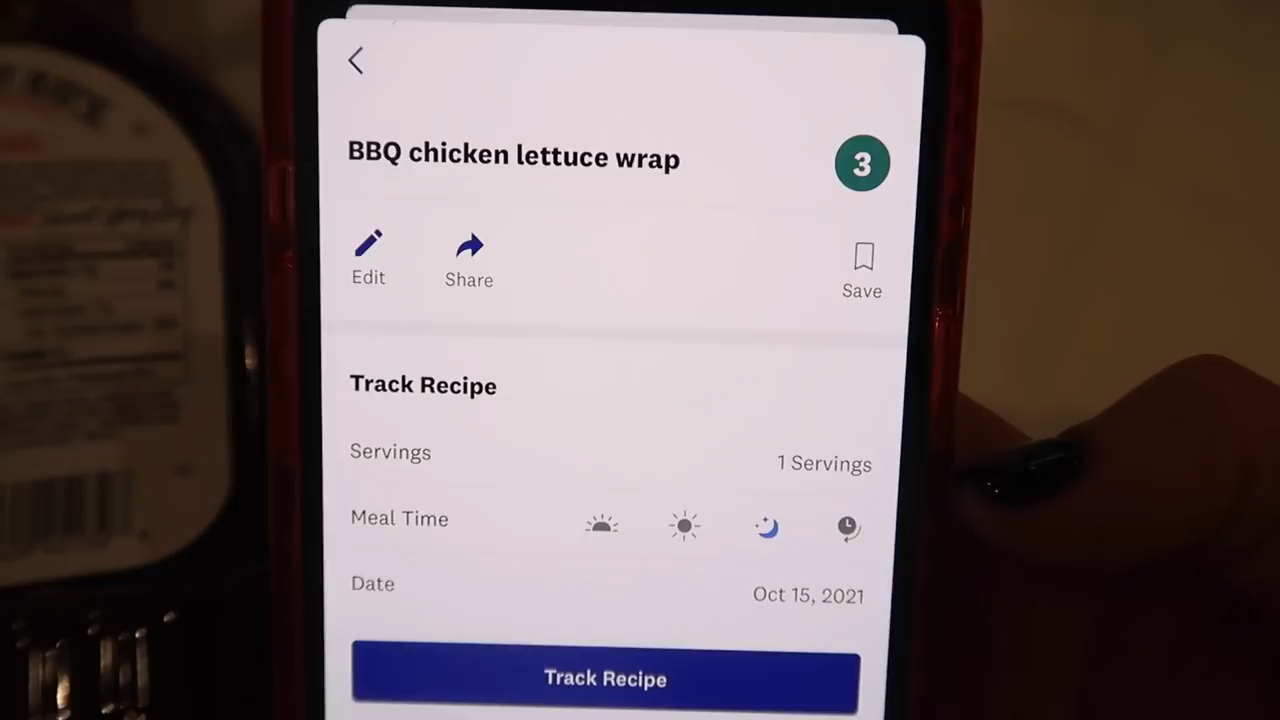 BBQ chicken lettuce wrap
3
Edit
Share
Save
Track Recipe
Servings
1 Servings
Meal Time
Date
Oct 15, 2021
Track Recipe